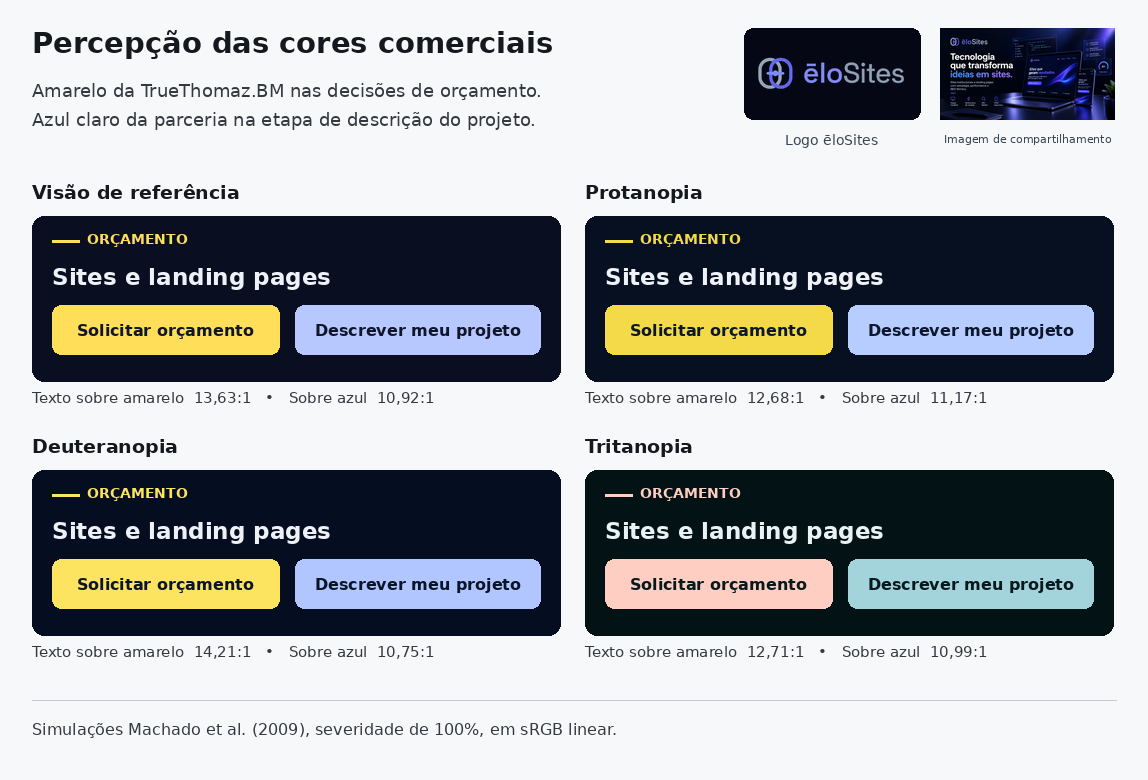 Percepção das cores comerciais
Amarelo da TrueThomaz.BM nas decisões de orçamento.
Azul claro da parceria na etapa de descrição do projeto.
ēloSites
Logo ēloSites
ēloSites
Tecnologia
que transforma
ideias em sites.
Imagem de compartilhamento
Visão de referência
ORÇAMENTO
Sites e landing pages
Solicitar orçamento
Descrever meu projeto
Texto sobre amarelo 13,63:1 • Sobre azul 10,92:1
Protanopia
ORÇAMENTO
Sites e landing pages
Solicitar orçamento
Descrever meu projeto
Texto sobre amarelo 12,68:1 • Sobre azul 11,17:1
Deuteranopia
ORÇAMENTO
Sites e landing pages
Solicitar orçamento
Descrever meu projeto
Texto sobre amarelo 14,21:1 • Sobre azul 10,75:1
Tritanopia
ORÇAMENTO
Sites e landing pages
Solicitar orçamento
Descrever meu projeto
Texto sobre amarelo 12,71:1 • Sobre azul 10,99:1
Simulações Machado et al. (2009), severidade de 100%, em sRGB linear.